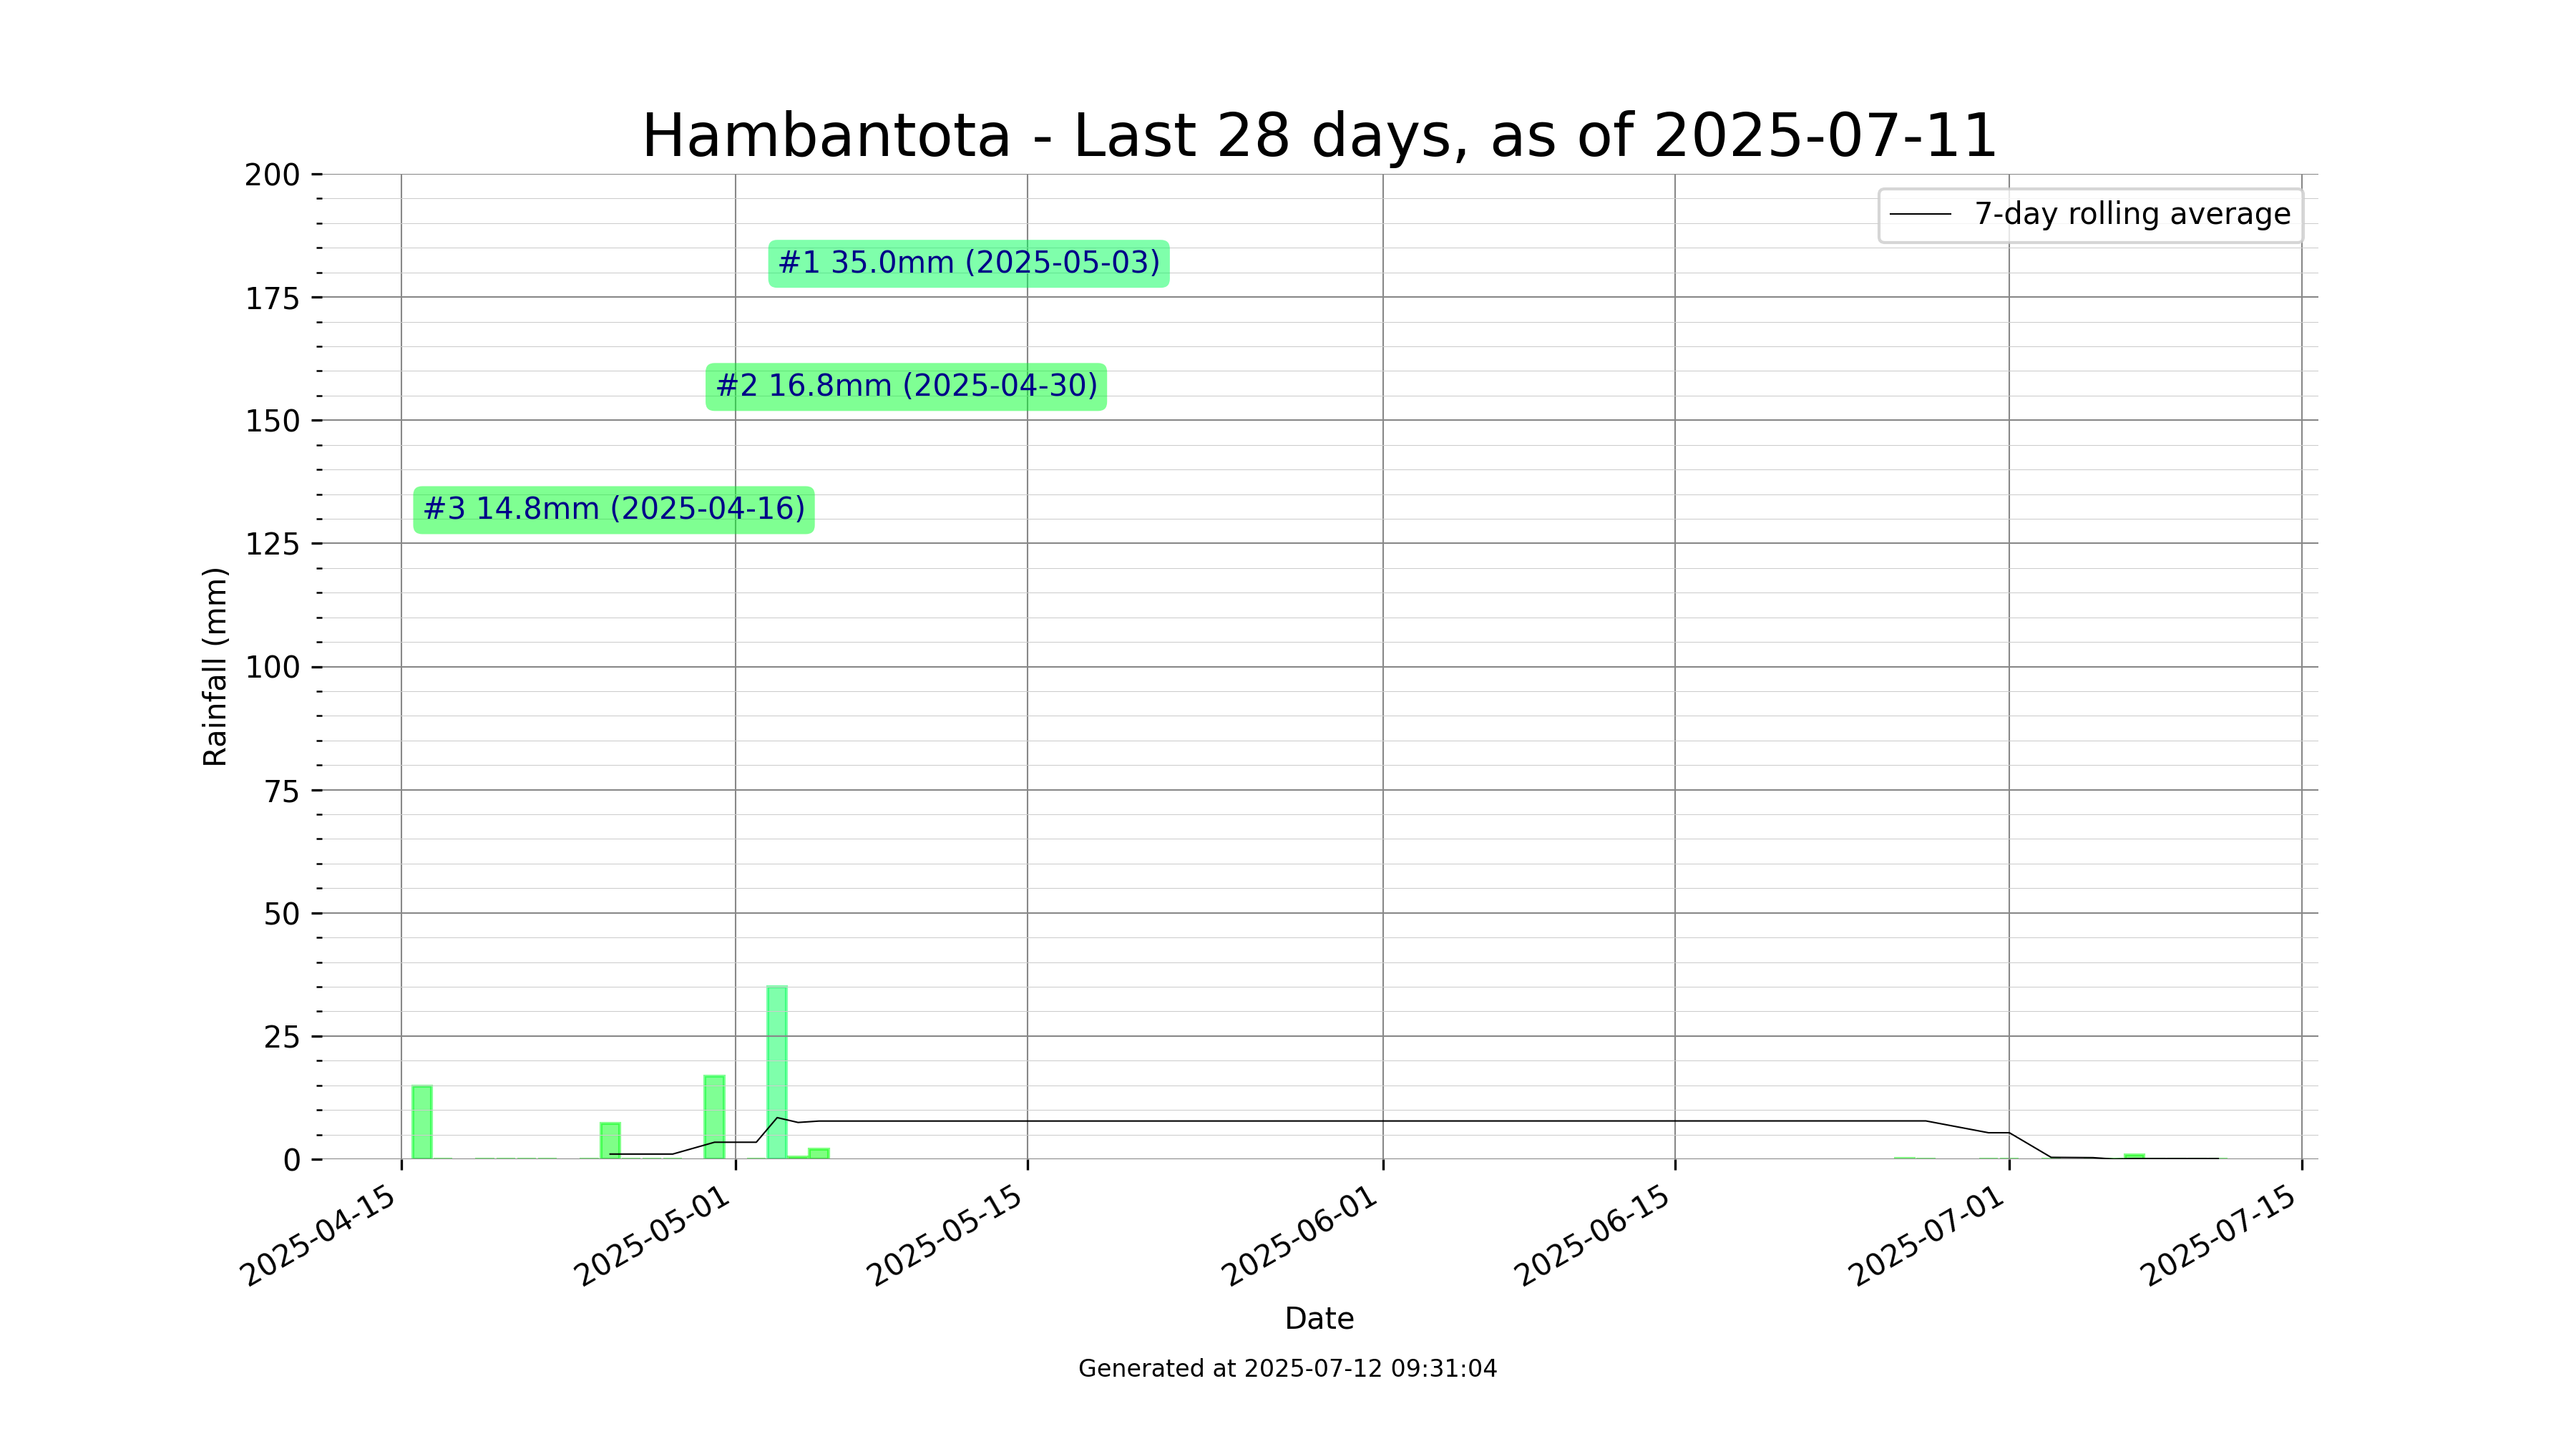 Hambantota - Last 28 days, as of 2025-07-11
7-day rolling average
#1 35.0mm (2025-05-03)
#2 16.8mm (2025-04-30)
#3 14.8mm (2025-04-16)
Rainfall (mm)
200
175
150
125
100
75
50
25
0
2025-04-15
2025-05-01
2025-05-15
2025-06-01
2025-06-15
2025-07-01
2025-07-15
Date
Generated at 2025-07-12 09:31:04